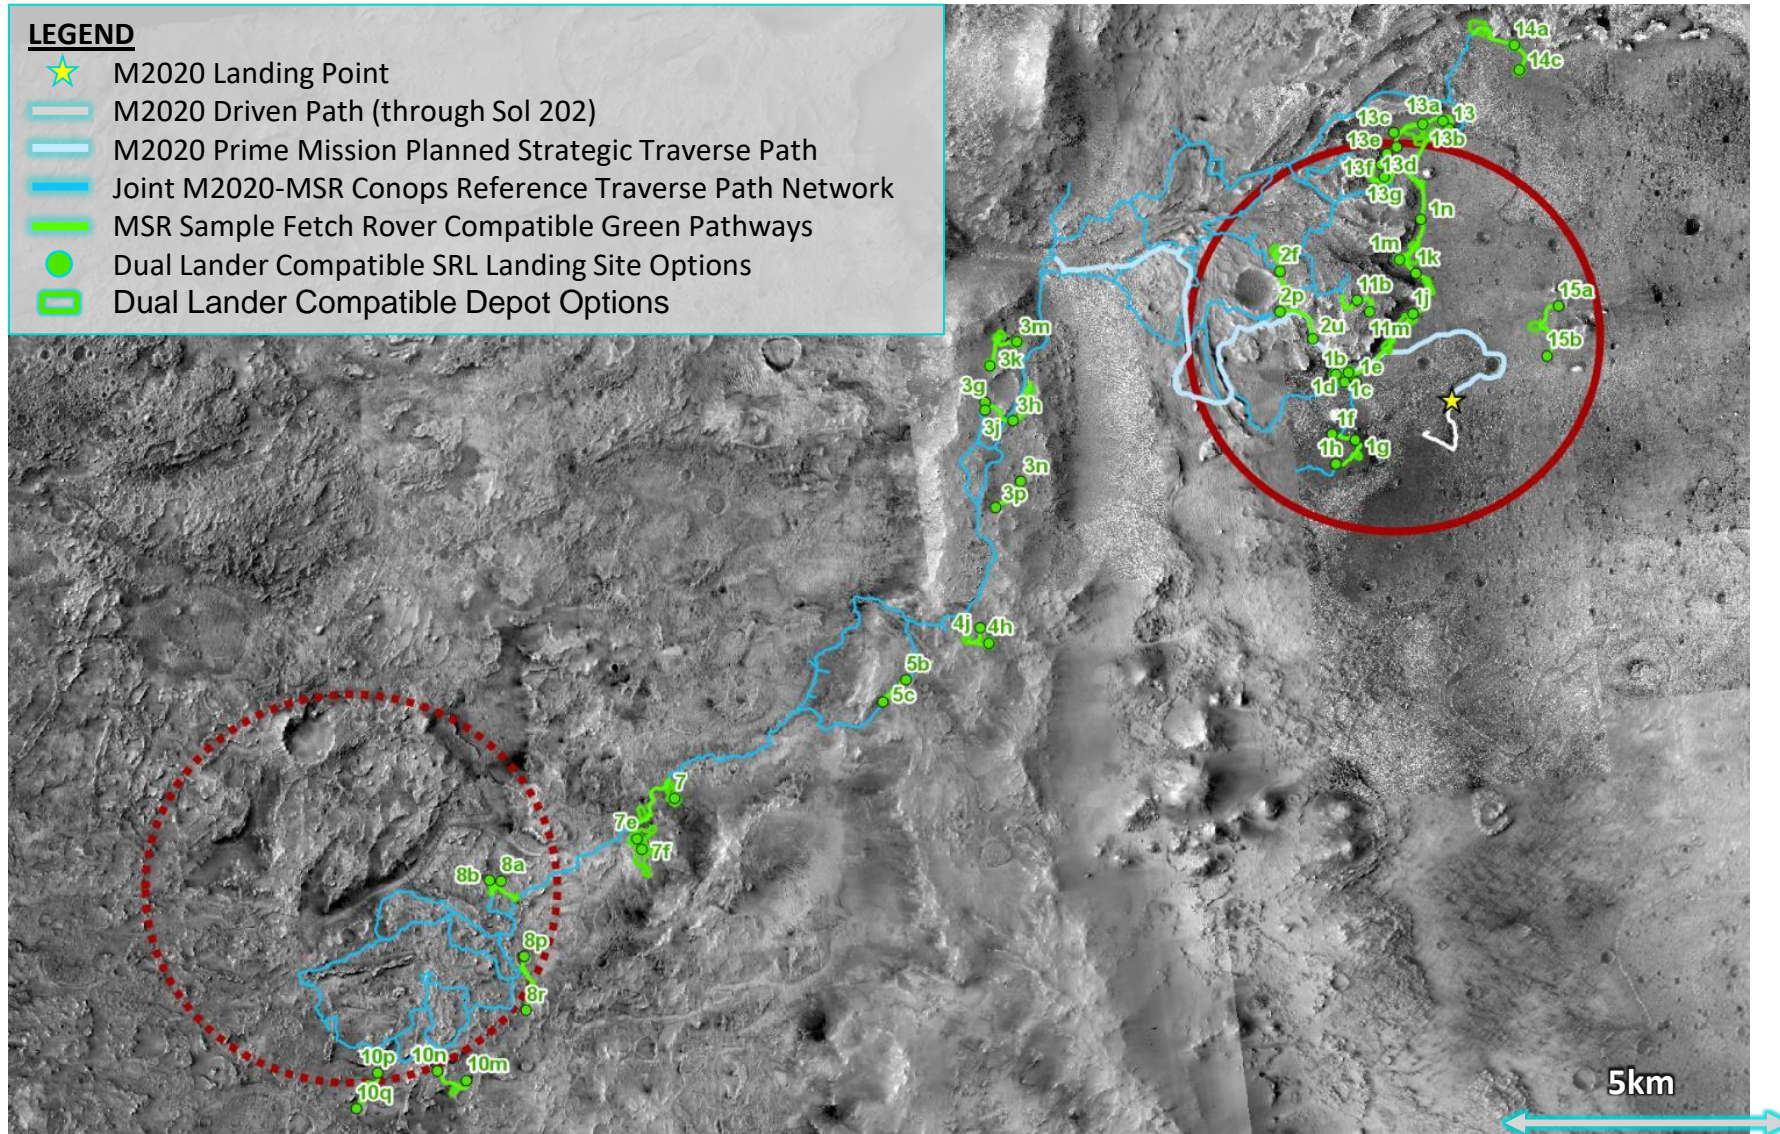 LEGEND
M2020 Landing Point
M2020 Driven Path (through Sol 202)
M2020 Prime Mission Planned Strategic Traverse Path
Joint M2020-MSR Conops Reference Traverse Path Network
MSR Sample Fetch Rover Compatible Green Pathways
Dual Lander Compatible SRL Landing Site Options
Dual Lander Compatible Depot Options
14a
14c
13a
13
13c
13b
13e
13f
13d
13g
1n
1m
1k
2f
11b
1j
15a
2p
2u
11m
15b
1b
1e
1d
1c
1f
1h
1g
3m
3k
3g
3h
3j
3n
3p
4j
4h
5b
5c
7
7e
7f
8b
8a
8p
8r
10p
10n
10m
10q
5km